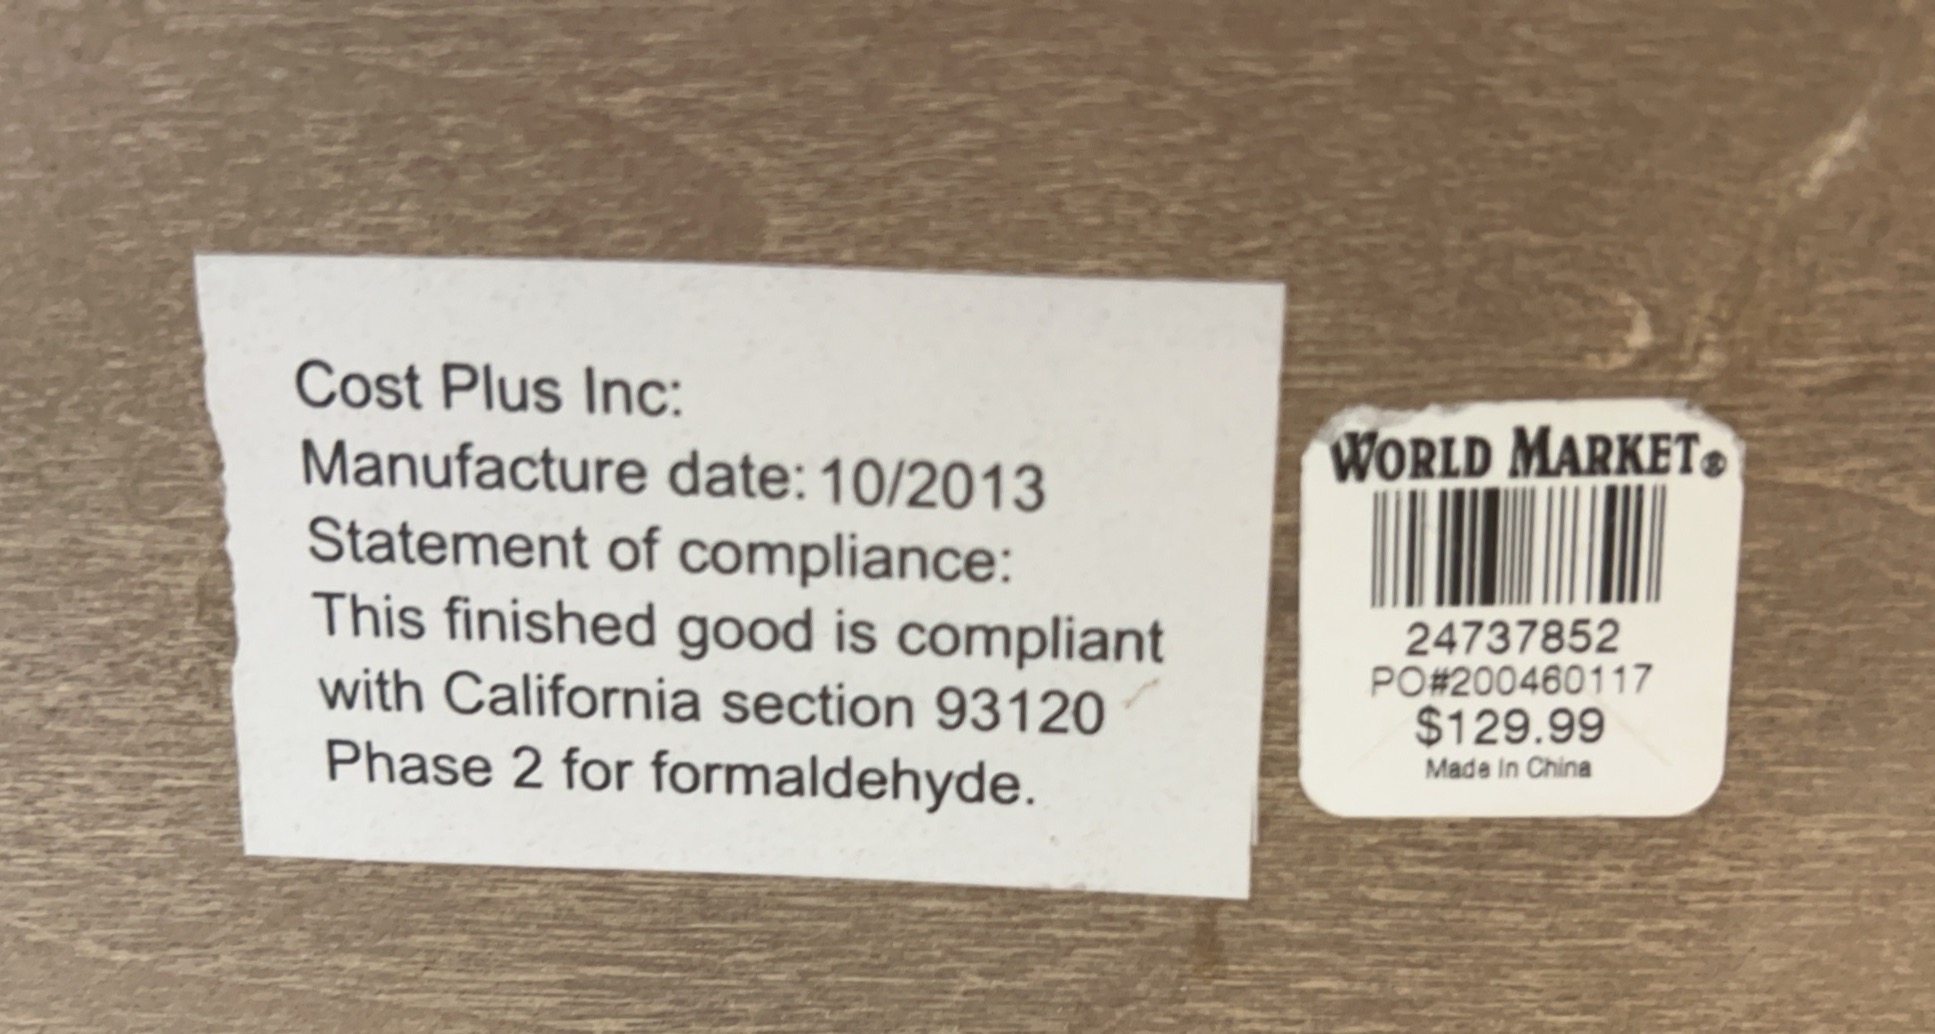 Cost Plus Inc:
Manufacture date: 10/2013
Statement of compliance:
This finished good is compliant
with California section 93120
Phase 2 for formaldehyde.
WORLD MARKET®
24737852
PO#200460117
$129.99
Made In China